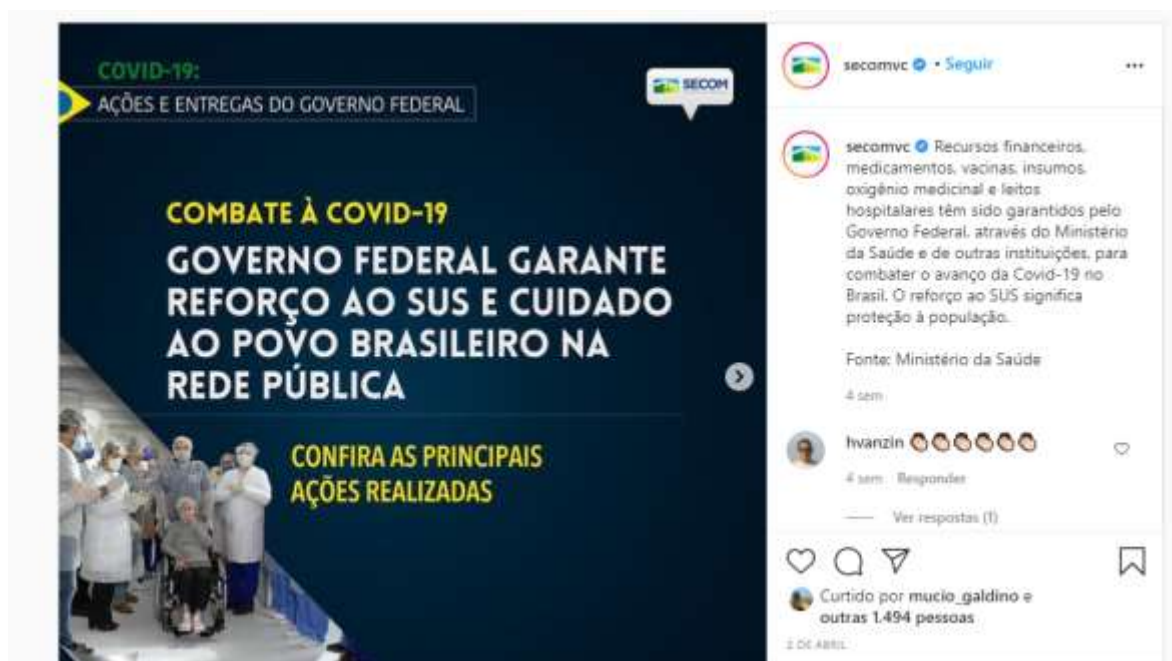 COVID-19:
AÇÕES E ENTREGAS DO GOVERNO FEDERAL
SECOM
COMBATE À COVID-19
GOVERNO FEDERAL GARANTE
REFORÇO AO SUS E CUIDADO
AO POVO BRASILEIRO NA
REDE PÚBLICA
CONFIRA AS PRINCIPAIS
AÇÕES REALIZADAS
secomvc • Seguir
secomvc Recursos financeiros,
medicamentos, vacinas, insumos,
oxigênio medicinal e leitos
hospitalares têm sido garantidos pelo
Governo Federal, através do Ministério
da Saúde e de outras instituições, para
combater o avanço da Covid-19 no
Brasil. O reforço ao SUS significa
proteção à população.
Fonte: Ministério da Saúde
4 sem
hvanzin 👏🏻👏🏻👏🏻👏🏻👏🏻👏🏻
4 sem Responder
Ver respostas (1)
Curtido por mucio_galdino e
outras 1.494 pessoas
2 DE ABRIL